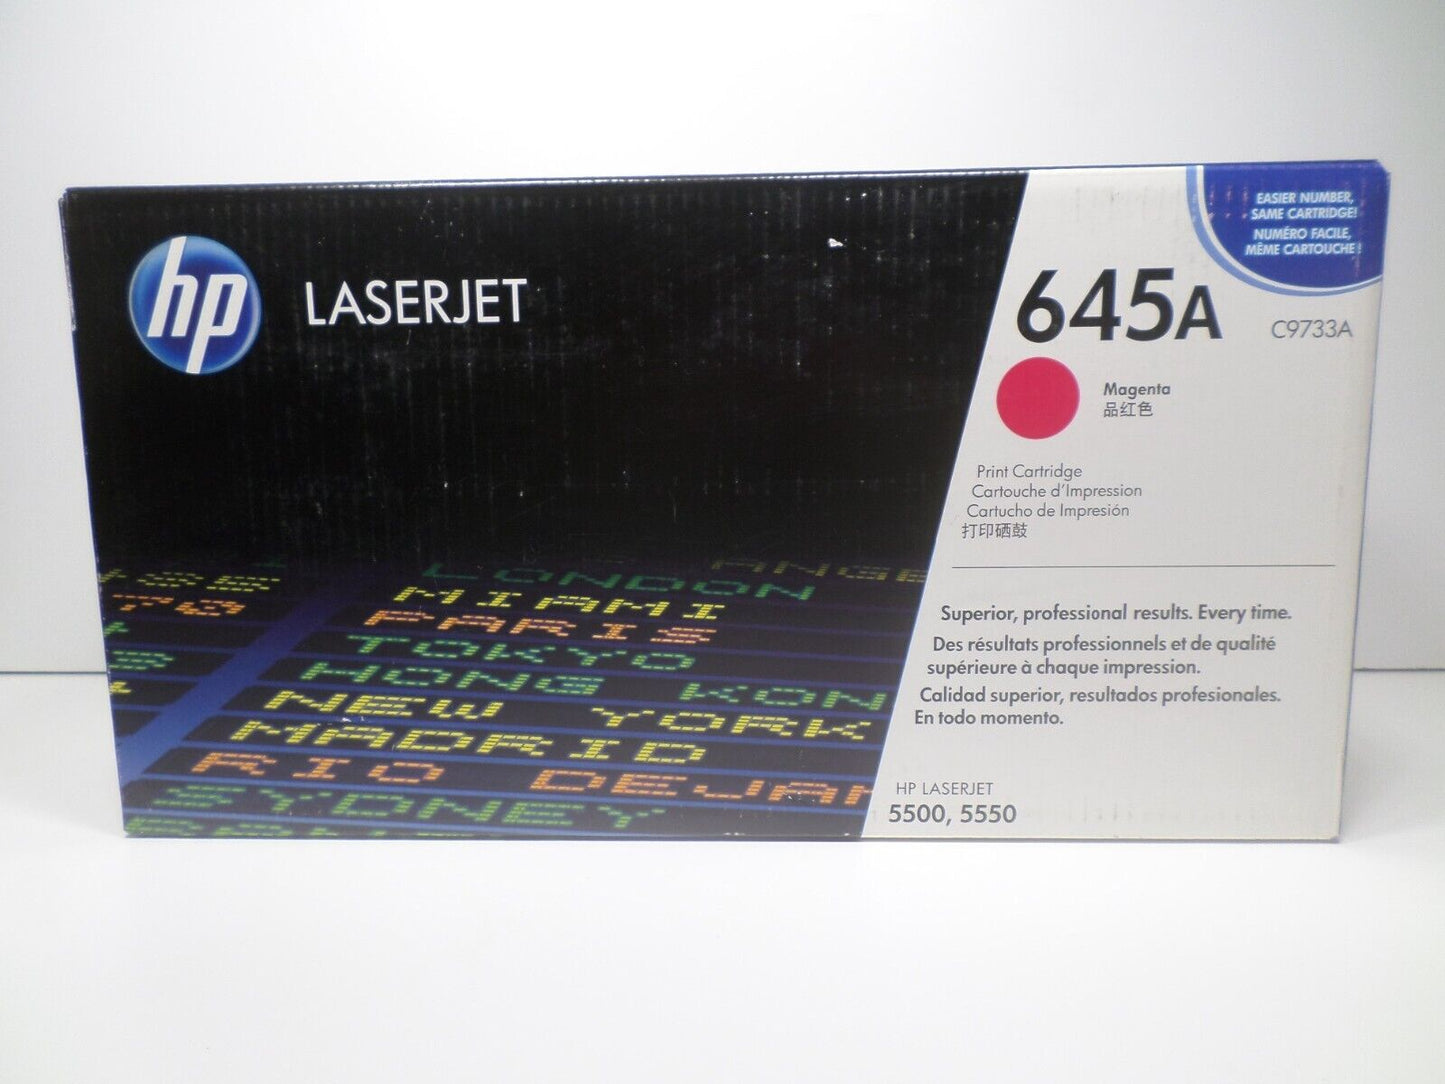 hp
LASERJET
EASIER NUMBER,
SAME CARTRIDGE!
NUMÉRO FACILE,
MÊME CARTOUCHE !
645A
C9733A
Magenta
品红色
Print Cartridge
Cartouche d'Impression
Cartucho de Impresión
打印硒鼓
Superior, professional results. Every time.
Des résultats professionnels et de qualité
supérieure à chaque impression.
Calidad superior, resultados profesionales.
En todo momento.
HP LASERJET
5500, 5550
LONDON
MIAMI
PARIS
TOKYO
HONG KON
NEW YORK
MADRID
RIO DEJAN
SYDNEY